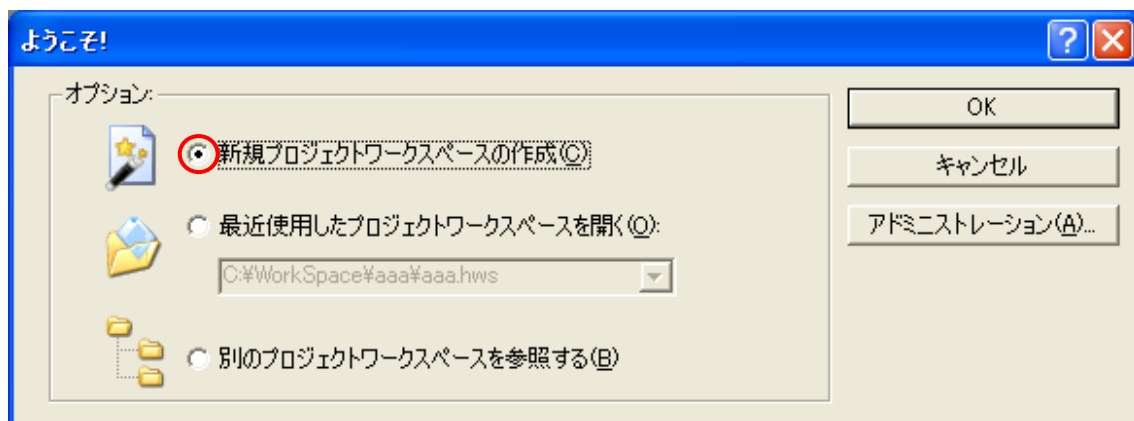 ようこそ!
オプション:
新規プロジェクトワークスペースの作成(C)
最近使用したプロジェクトワークスペースを開く(O):
C:¥WorkSpace¥aaa¥aaa.hws
別のプロジェクトワークスペースを参照する(B)
OK
キャンセル
アドミニストレーション(A)...